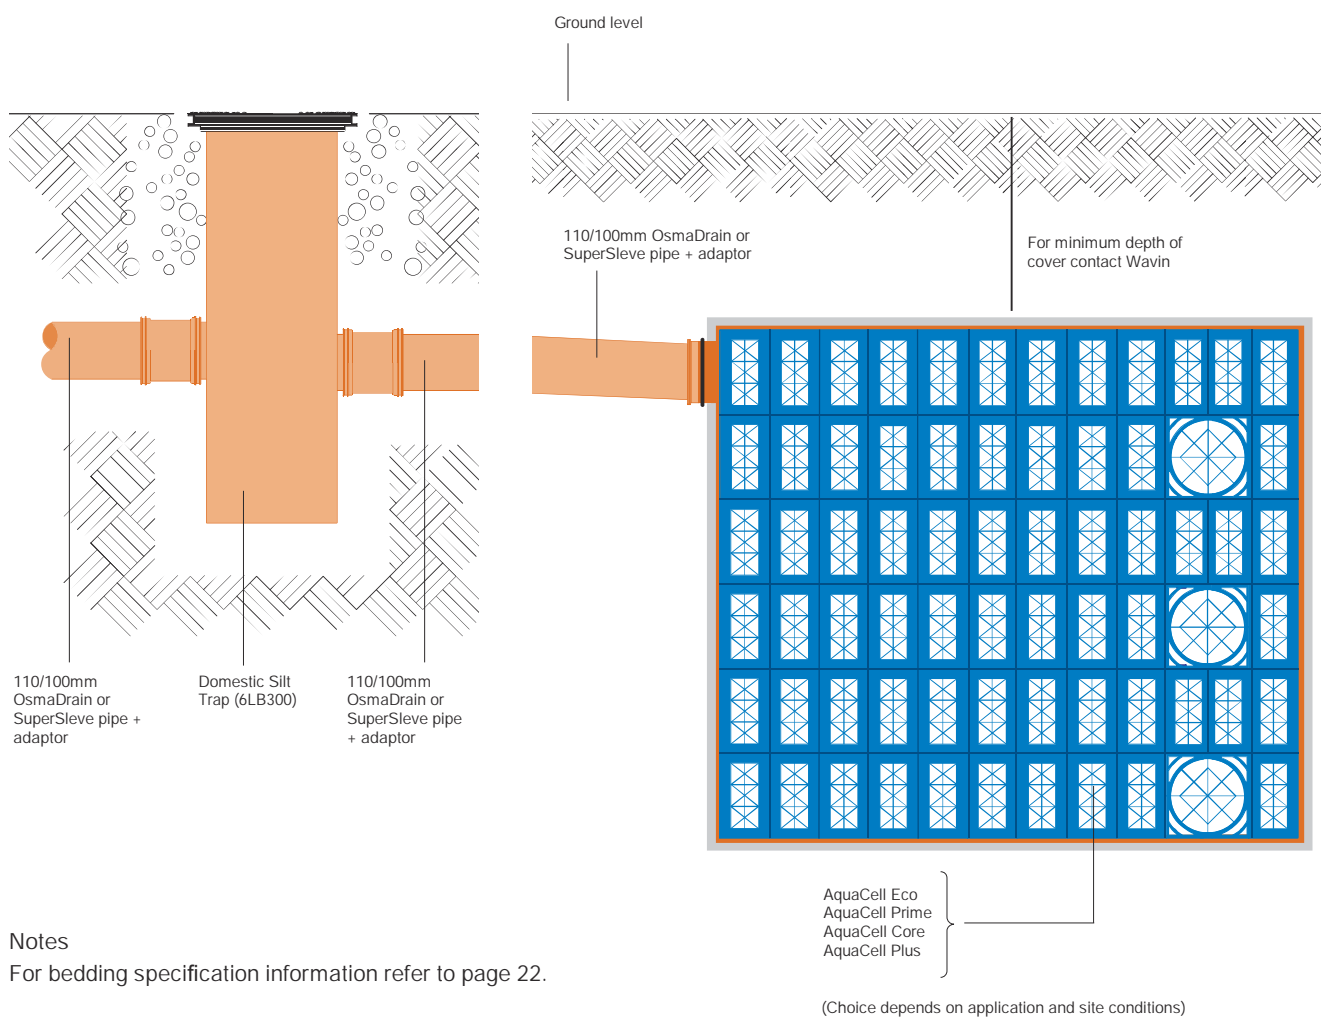 Ground level
110/100mm OsmaDrain or
SuperSleve pipe + adaptor
For minimum depth of
cover contact Wavin
110/100mm
OsmaDrain or
SuperSleve pipe +
adaptor
Domestic Silt
Trap (6LB300)
110/100mm
OsmaDrain or
SuperSleve pipe
+ adaptor
AquaCell Eco
AquaCell Prime
AquaCell Core
AquaCell Plus
Notes
For bedding specification information refer to page 22.
(Choice depends on application and site conditions)